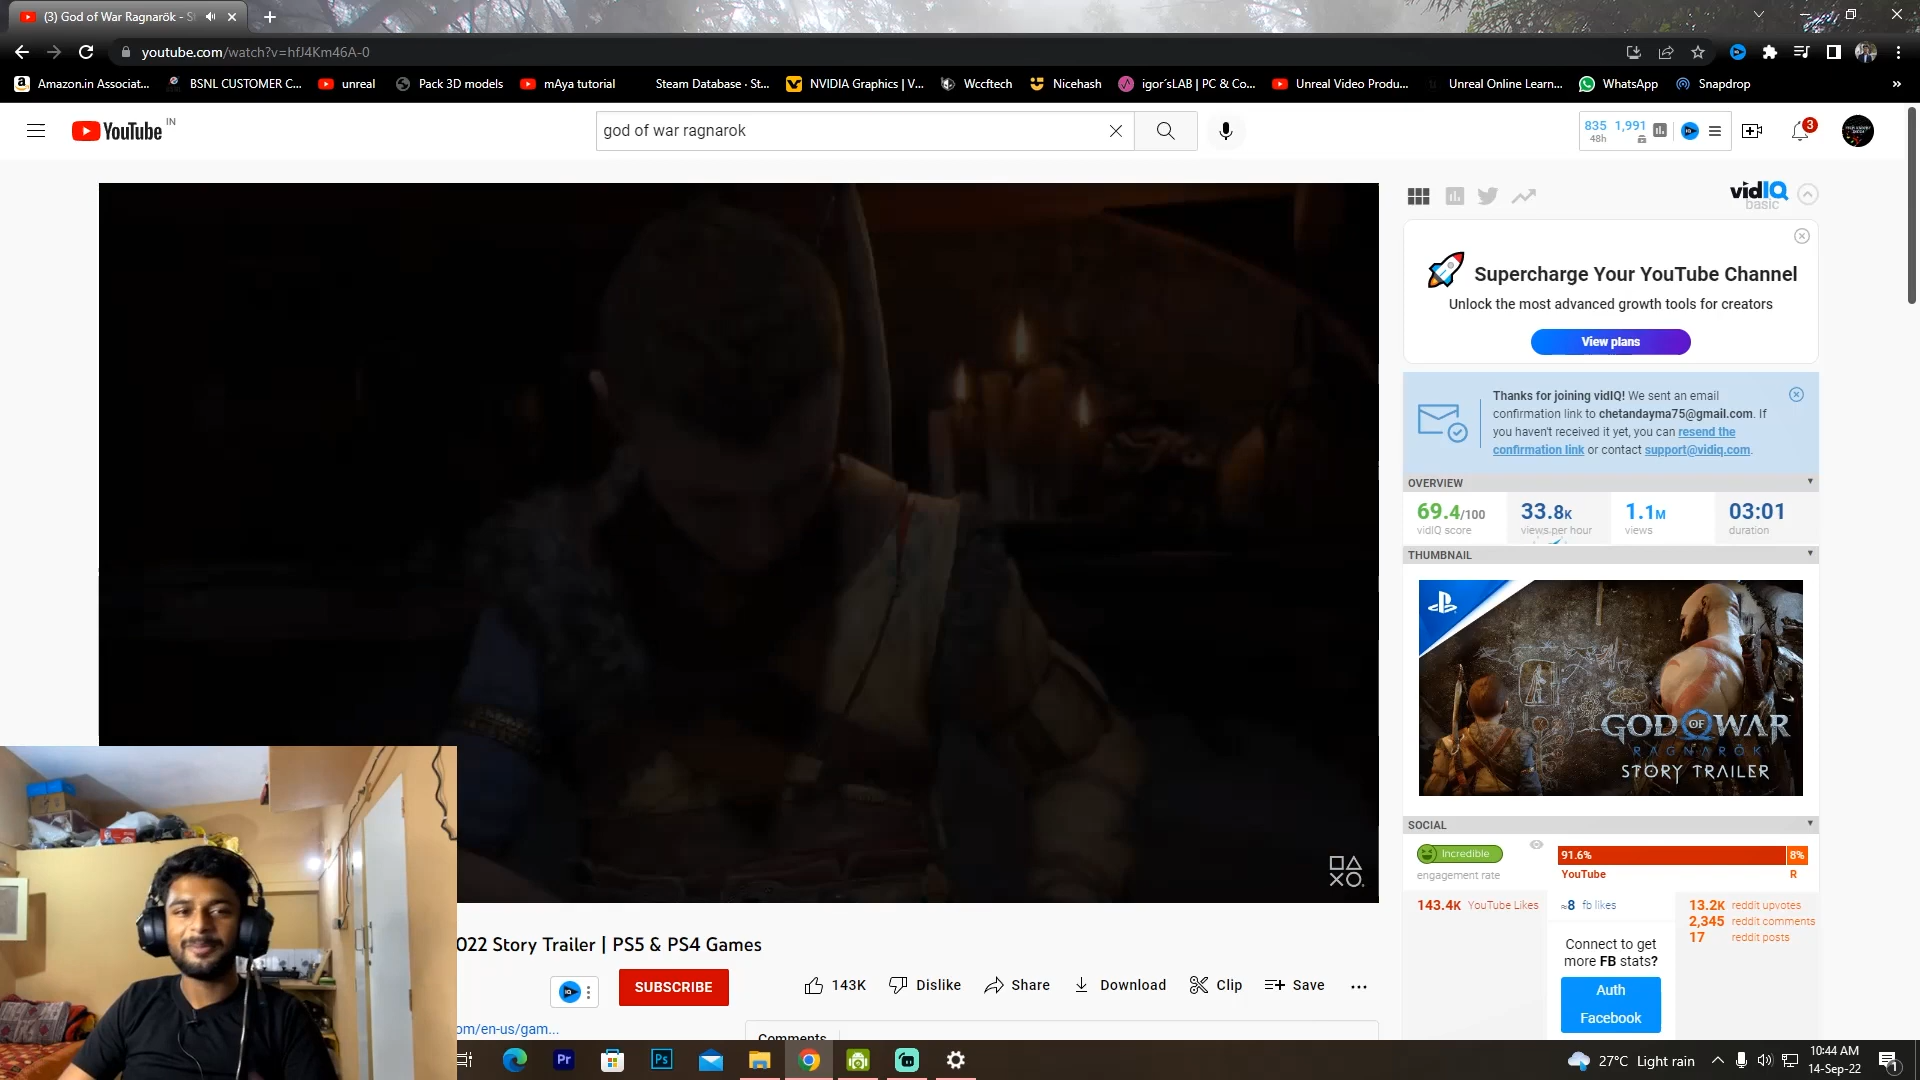 (3) God of War Ragnarök - S
youtube.com/watch?v=hfJ4Km46A-0
Amazon.in Associat...
BSNL CUSTOMER C...
unreal
Pack 3D models
mAya tutorial
Steam Database · St...
NVIDIA Graphics | V...
Wccftech
Nicehash
igor'sLAB | PC & Co...
Unreal Video Produ...
Unreal Online Learn...
WhatsApp
Snapdrop
»
YouTube IN
god of war ragnarok
835 1,991
48h
3
vidIQ
basic
Supercharge Your YouTube Channel
Unlock the most advanced growth tools for creators
View plans
Thanks for joining vidIQ! We sent an email
confirmation link to chetandayma75@gmail.com. If
you haven't received it yet, you can resend the
confirmation link or contact support@vidiq.com.
OVERVIEW
69.4/100 33.8K 1.1M 03:01
vidIQ score views per hour views duration
THUMBNAIL
GOD OF WAR
RAGNARÖK
STORY TRAILER
SOCIAL
Incredible
engagement rate
91.6% 8%
YouTube R
143.4K YouTube Likes
≈8 fb likes
13.2K reddit upvotes
2,345 reddit comments
17 reddit posts
Connect to get
more FB stats?
Auth
Facebook
022 Story Trailer | PS5 & PS4 Games
IQ
SUBSCRIBE
143K Dislike Share Download Clip Save ...
om/en-us/gam...
Comments
Pr
Ps
27°C Light rain
10:44 AM
14-Sep-22
1